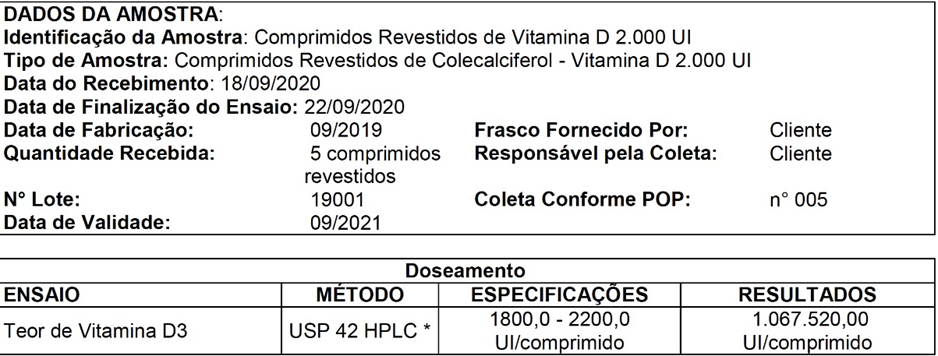 DADOS DA AMOSTRA:
Identificação da Amostra: Comprimidos Revestidos de Vitamina D 2.000 UI
Tipo de Amostra: Comprimidos Revestidos de Colecalciferol - Vitamina D 2.000 UI
Data do Recebimento: 18/09/2020
Data de Finalização do Ensaio: 22/09/2020
Data de Fabricação: 09/2019 Frasco Fornecido Por: Cliente
Quantidade Recebida: 5 comprimidos Responsável pela Coleta: Cliente
revestidos
N° Lote: 19001 Coleta Conforme POP: n° 005
Data de Validade: 09/2021
Doseamento
ENSAIO MÉTODO ESPECIFICAÇÕES RESULTADOS
Teor de Vitamina D3 USP 42 HPLC * 1800,0 - 2200,0 1.067.520,00
UI/comprimido UI/comprimido